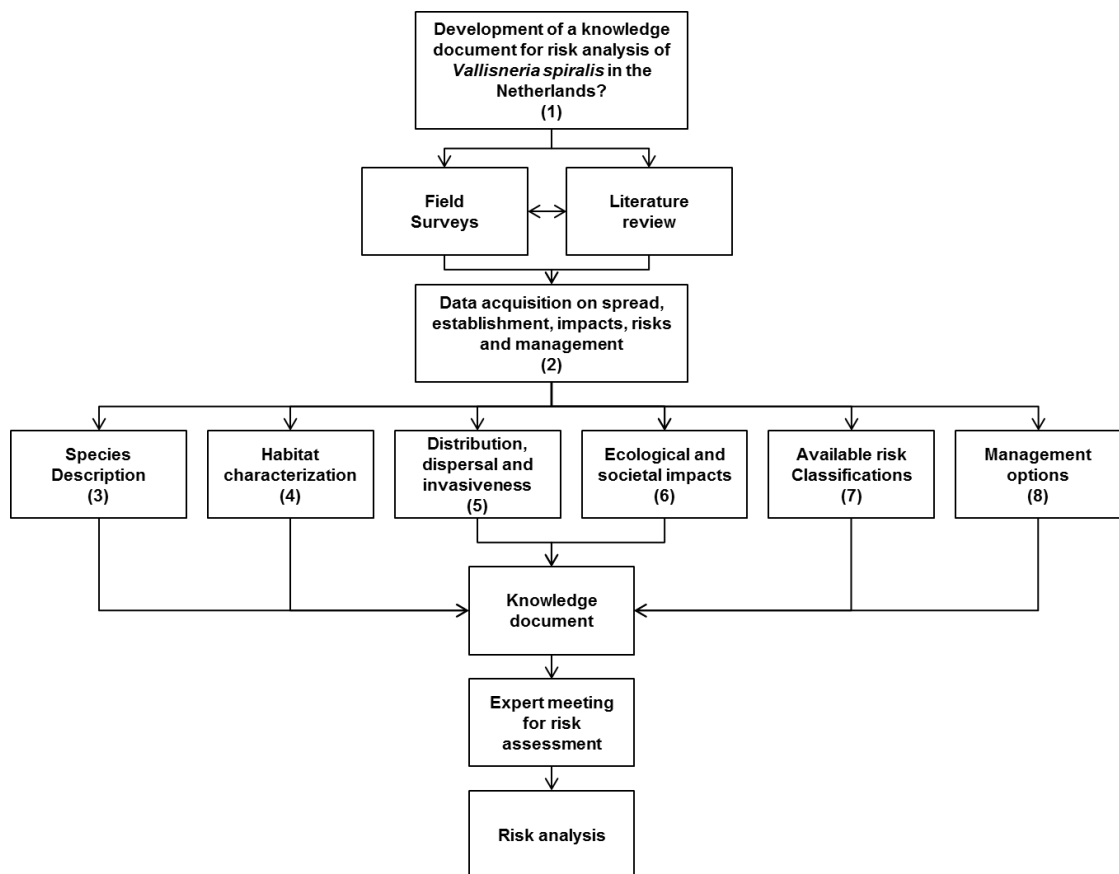 Development of a knowledge
document for risk analysis of
Vallisneria spiralis in the
Netherlands?
(1)
Field
Surveys
Literature
review
Data acquisition on spread,
establishment, impacts, risks
and management
(2)
Species
Description
(3)
Habitat
characterization
(4)
Distribution,
dispersal and
invasiveness
(5)
Ecological and
societal impacts
(6)
Available risk
Classifications
(7)
Management
options
(8)
Knowledge
document
Expert meeting
for risk
assessment
Risk analysis